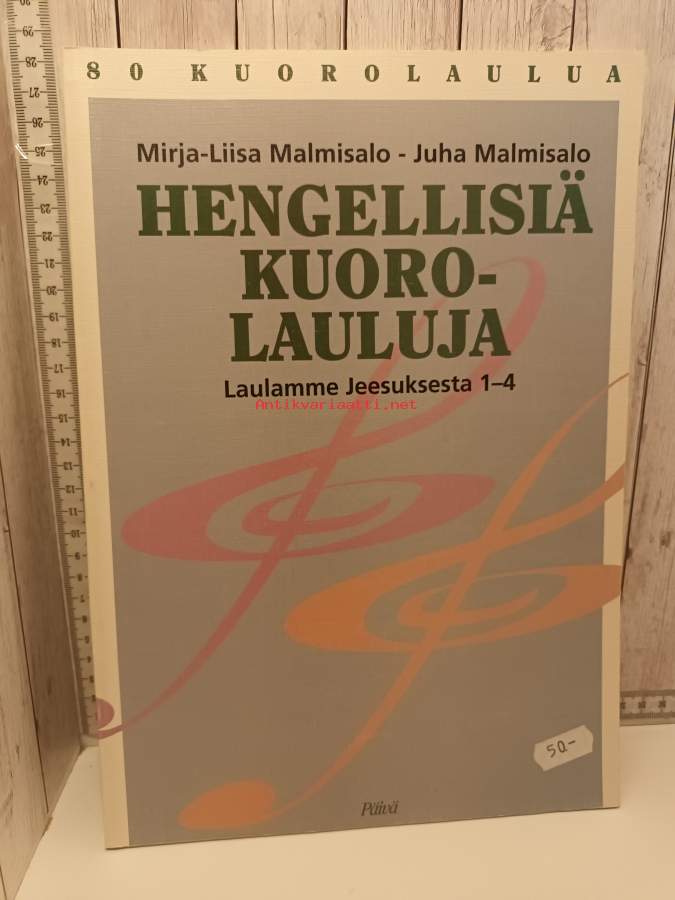 80 KUOROLAULUA
Mirja-Liisa Malmisalo - Juha Malmisalo
HENGELLISIÄ
KUORO-
LAULUJA
Laulamme Jeesuksesta 1–4
Antikvariaatti.net
50.-
Päivä